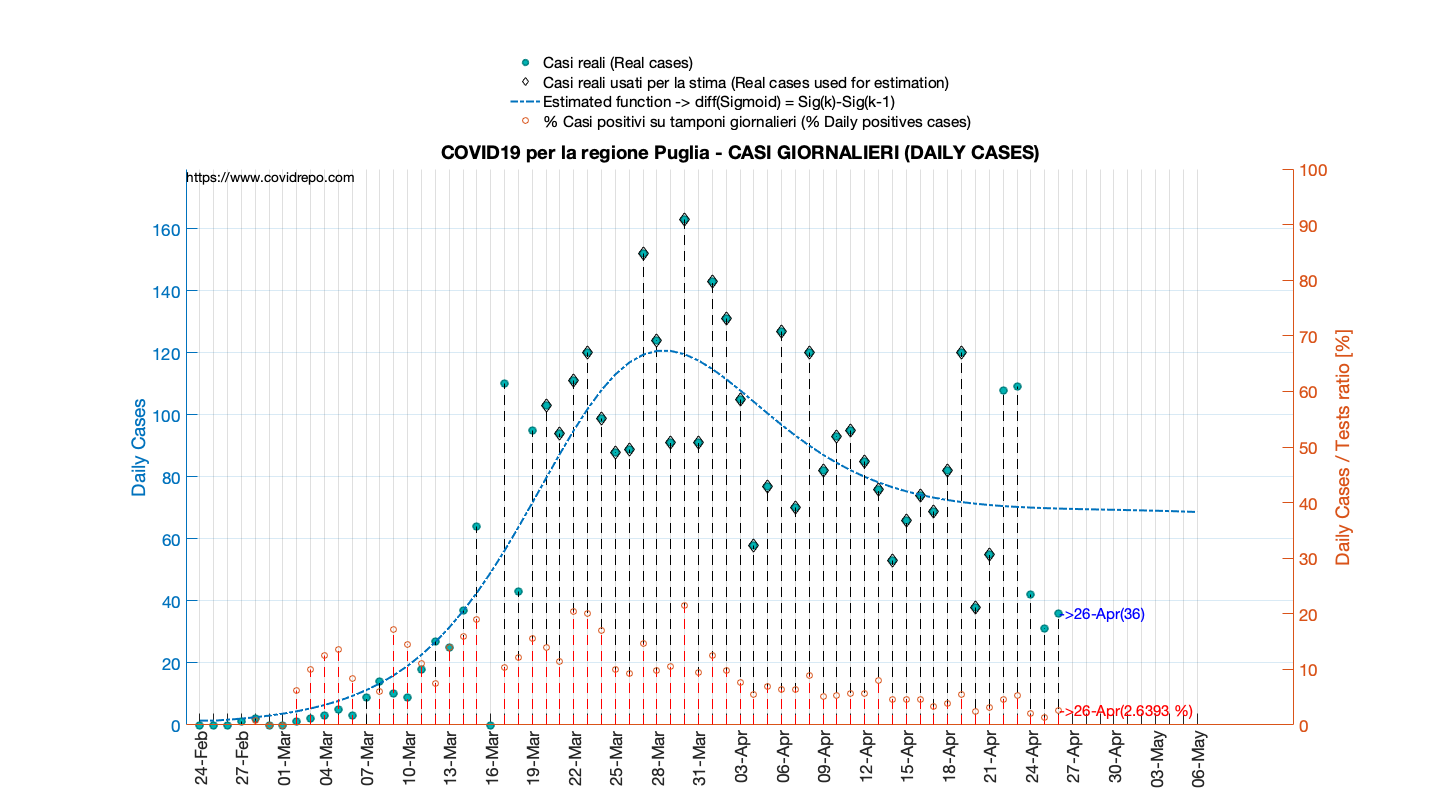 Casi reali (Real cases)
Casi reali usati per la stima (Real cases used for estimation)
Estimated function -> diff(Sigmoid) = Sig(k)-Sig(k-1)
% Casi positivi su tamponi giornalieri (% Daily positives cases)
COVID19 per la regione Puglia - CASI GIORNALIERI (DAILY CASES)
https://www.covidrepo.com
Daily Cases
160
140
120
100
80
60
40
20
0
100
90
80
70
60
50
40
30
20
10
0
Daily Cases / Tests ratio [%]
->26-Apr(36)
->26-Apr(2.6393 %)
24-Feb
27-Feb
01-Mar
04-Mar
07-Mar
10-Mar
13-Mar
16-Mar
19-Mar
22-Mar
25-Mar
28-Mar
31-Mar
03-Apr
06-Apr
09-Apr
12-Apr
15-Apr
18-Apr
21-Apr
24-Apr
27-Apr
30-Apr
03-May
06-May